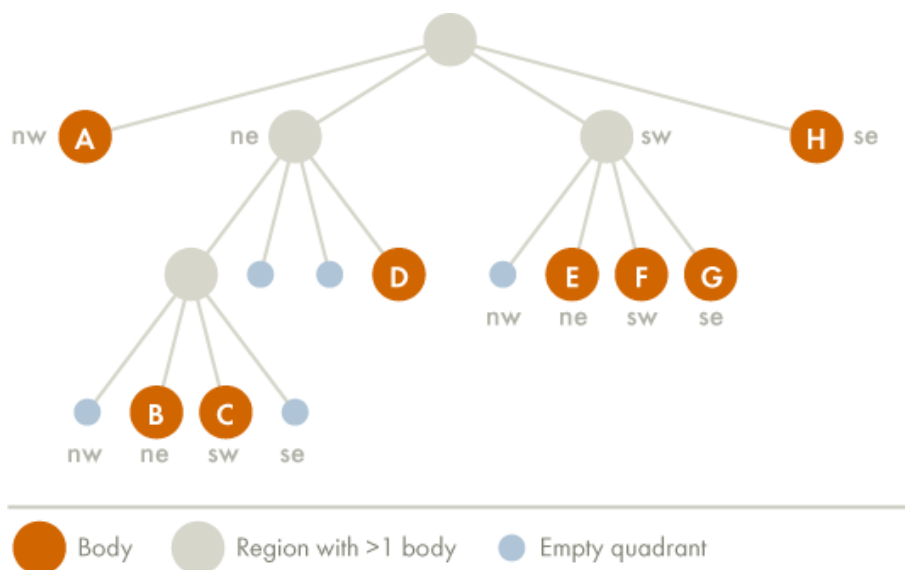 nw A ne sw H se
D E F G
nw ne sw se
B C
nw ne sw se
Body Region with >1 body Empty quadrant